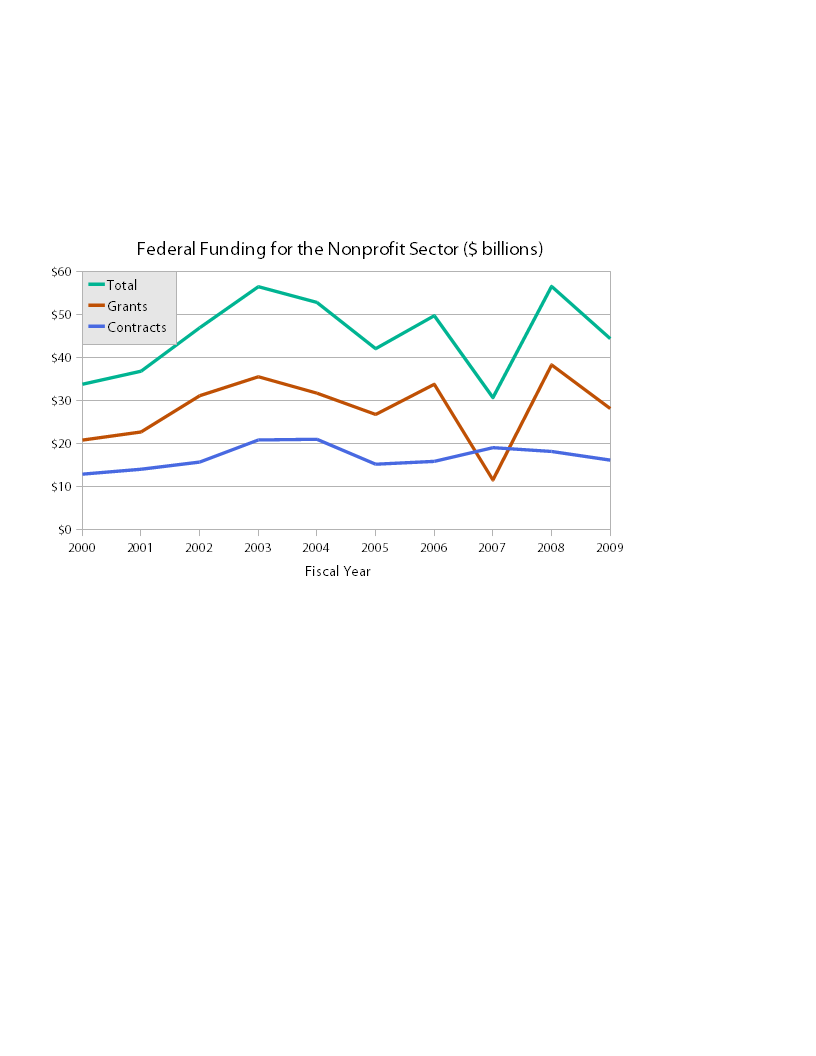 Federal Funding for the Nonprofit Sector ($ billions)
$60
Total
Grants
Contracts
$50
$40
$30
$20
$10
$0
2000 2001 2002 2003 2004 2005 2006 2007 2008 2009
Fiscal Year